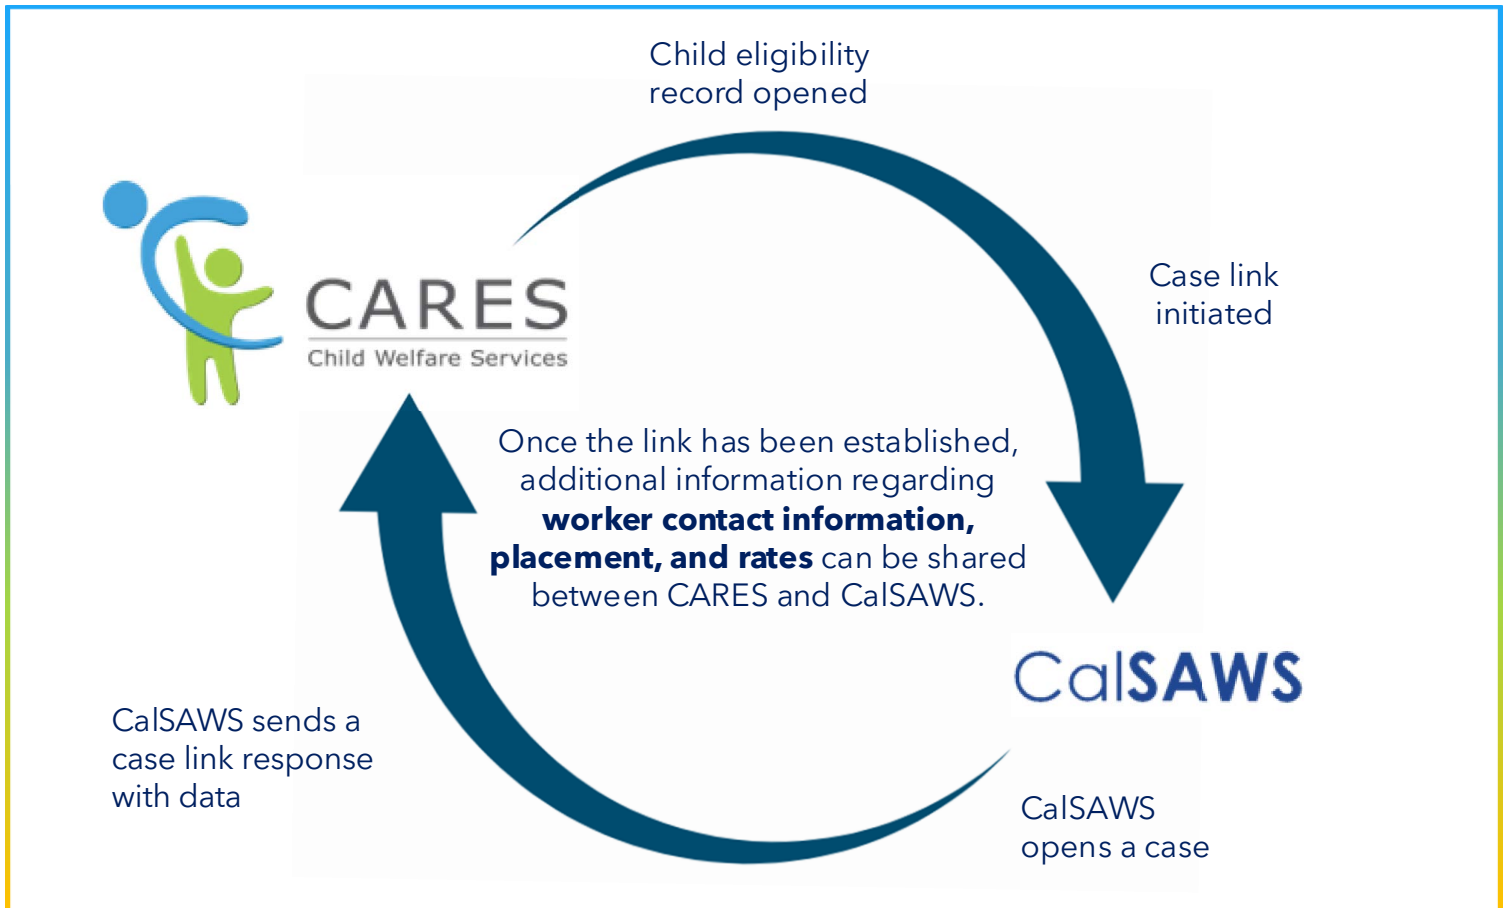 Child eligibility
record opened
Case link
initiated
CARES
Child Welfare Services
Once the link has been established,
additional information regarding
worker contact information,
placement, and rates can be shared
between CARES and CalSAWS.
CalSAWS
CalSAWS
opens a case
CalSAWS sends a
case link response
with data